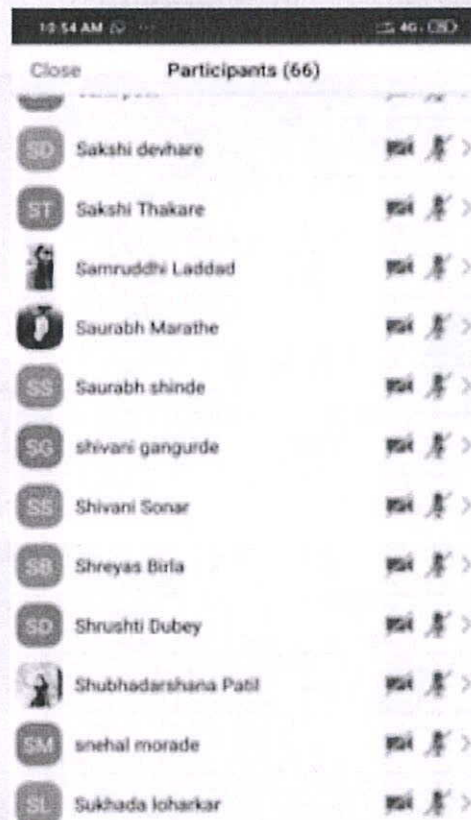 10:54 AM
4G
Close Participants (66)
SD Sakshi devhare
ST Sakshi Thakare
Samruddhi Laddad
Saurabh Marathe
SS Saurabh shinde
SG shivani gangurde
SS Shivani Sonar
SB Shreyas Birla
SD Shrushti Dubey
Shubhadarshana Patil
SM snehal morade
SL Sukhada loharkar